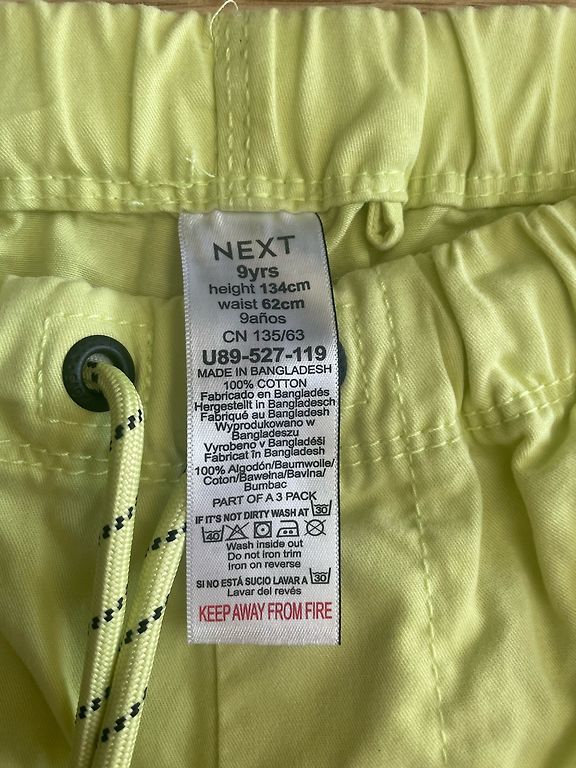 NEXT
9yrs
height 134cm
waist 62cm
9años
CN 135/63
U89-527-119
MADE IN BANGLADESH
100% COTTON
Fabricado en Bangladés
Hergestellt in Bangladesch
Fabriqué au Bangladesh
Wyprodukowano w
Bangladeszu
Vyrobeno v Bangladéši
Fabricat în Bangladesh
100% Algodón/Baumwolle/
Coton/Bawełna/Bavlna/
Bumbac
PART OF A 3 PACK
IF IT'S NOT DIRTY WASH AT 30
40
Wash inside out
Do not iron trim
Iron on reverse
SI NO ESTÁ SUCIO LAVAR A 30
Lavar del revés
KEEP AWAY FROM FIRE